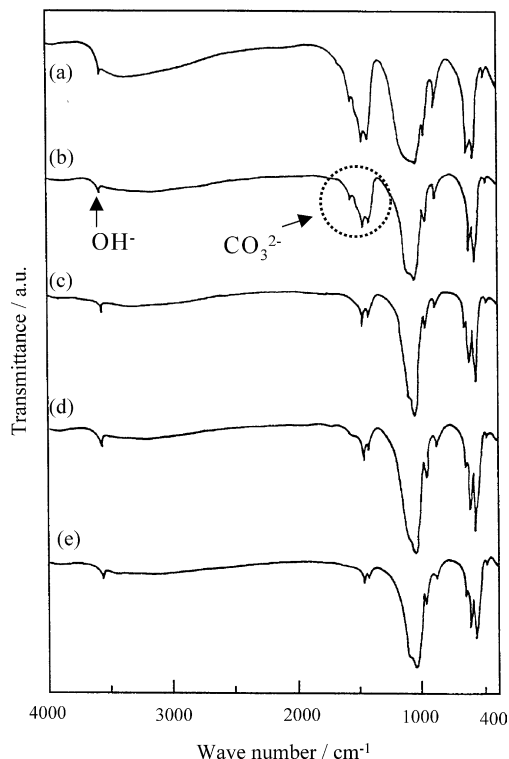 (a)
(b)
OH-
CO₃²⁻
(c)
(d)
(e)
Transmittance / a.u.
4000 3000 2000 1000 400
Wave number / cm⁻¹